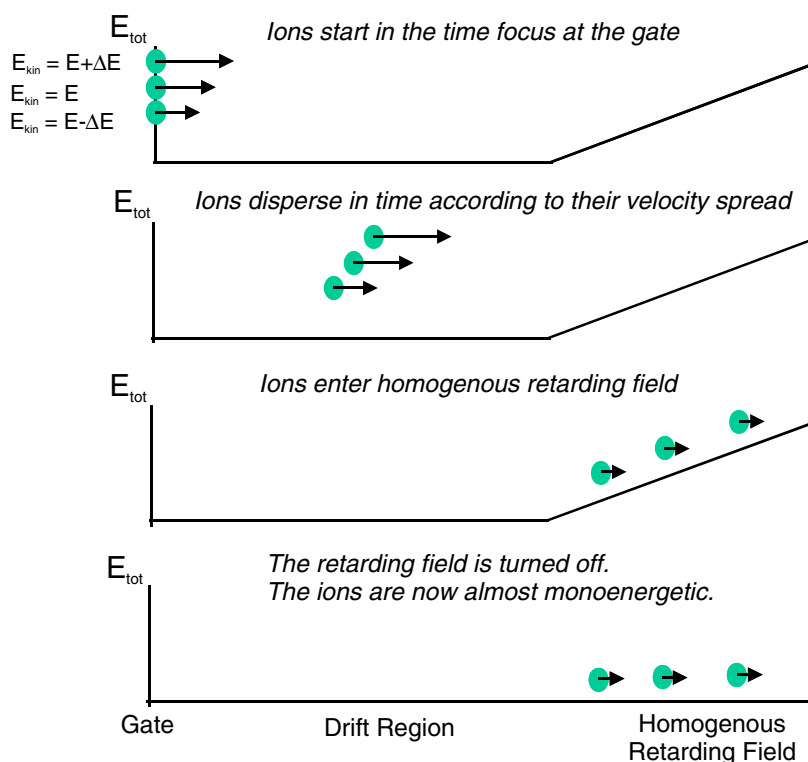 E_tot
Ions start in the time focus at the gate
E_kin = E+ΔE
E_kin = E
E_kin = E-ΔE
E_tot
Ions disperse in time according to their velocity spread
E_tot
Ions enter homogenous retarding field
E_tot
The retarding field is turned off.
The ions are now almost monoenergetic.
Gate
Drift Region
Homogenous
Retarding Field